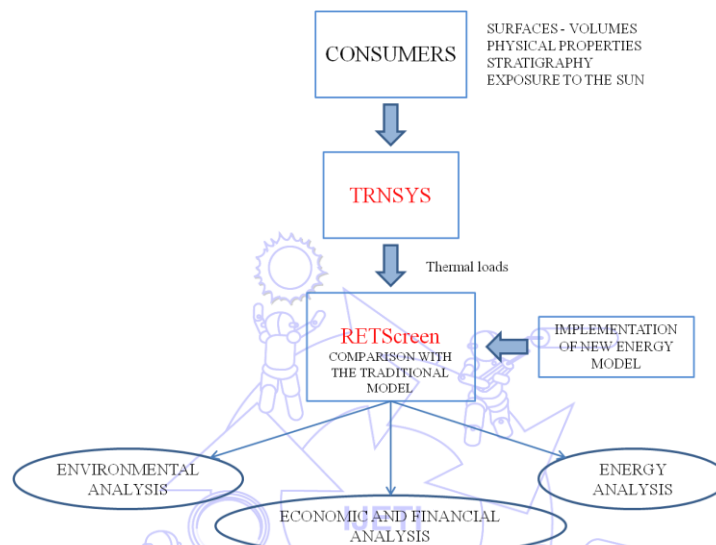 CONSUMERS
SURFACES - VOLUMES
PHYSICAL PROPERTIES
STRATIGRAPHY
EXPOSURE TO THE SUN
TRNSYS
Thermal loads
RETScreen
COMPARISON WITH
THE TRADITIONAL
MODEL
IMPLEMENTATION
OF NEW ENERGY
MODEL
ENVIRONMENTAL
ANALYSIS
ENERGY
ANALYSIS
ECONOMIC AND FINANCIAL
ANALYSIS
IJETI